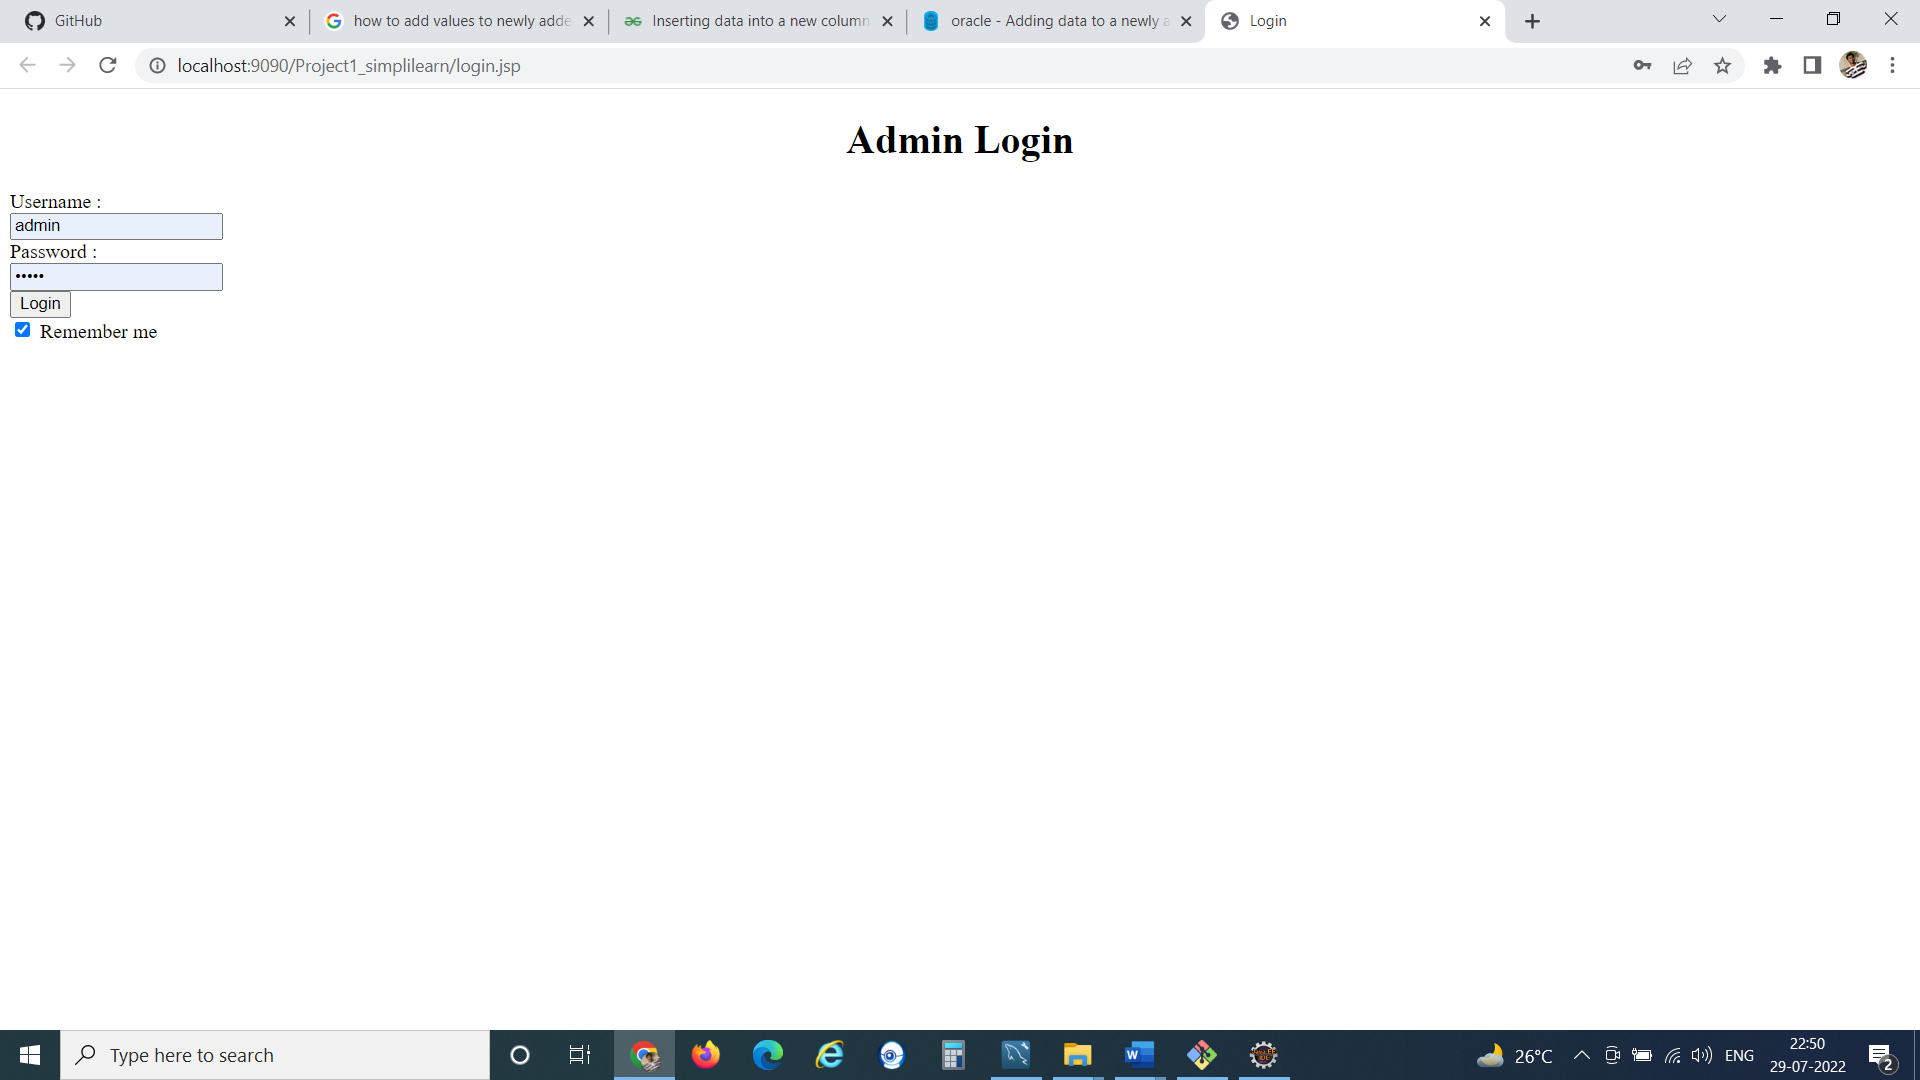 GitHub
how to add values to newly adde
Inserting data into a new column
oracle - Adding data to a newly a
Login
localhost:9090/Project1_simplilearn/login.jsp
Admin Login
Username :
admin
Password :
•••••
Login
Remember me
Type here to search
26°C
ENG
22:50
29-07-2022
2